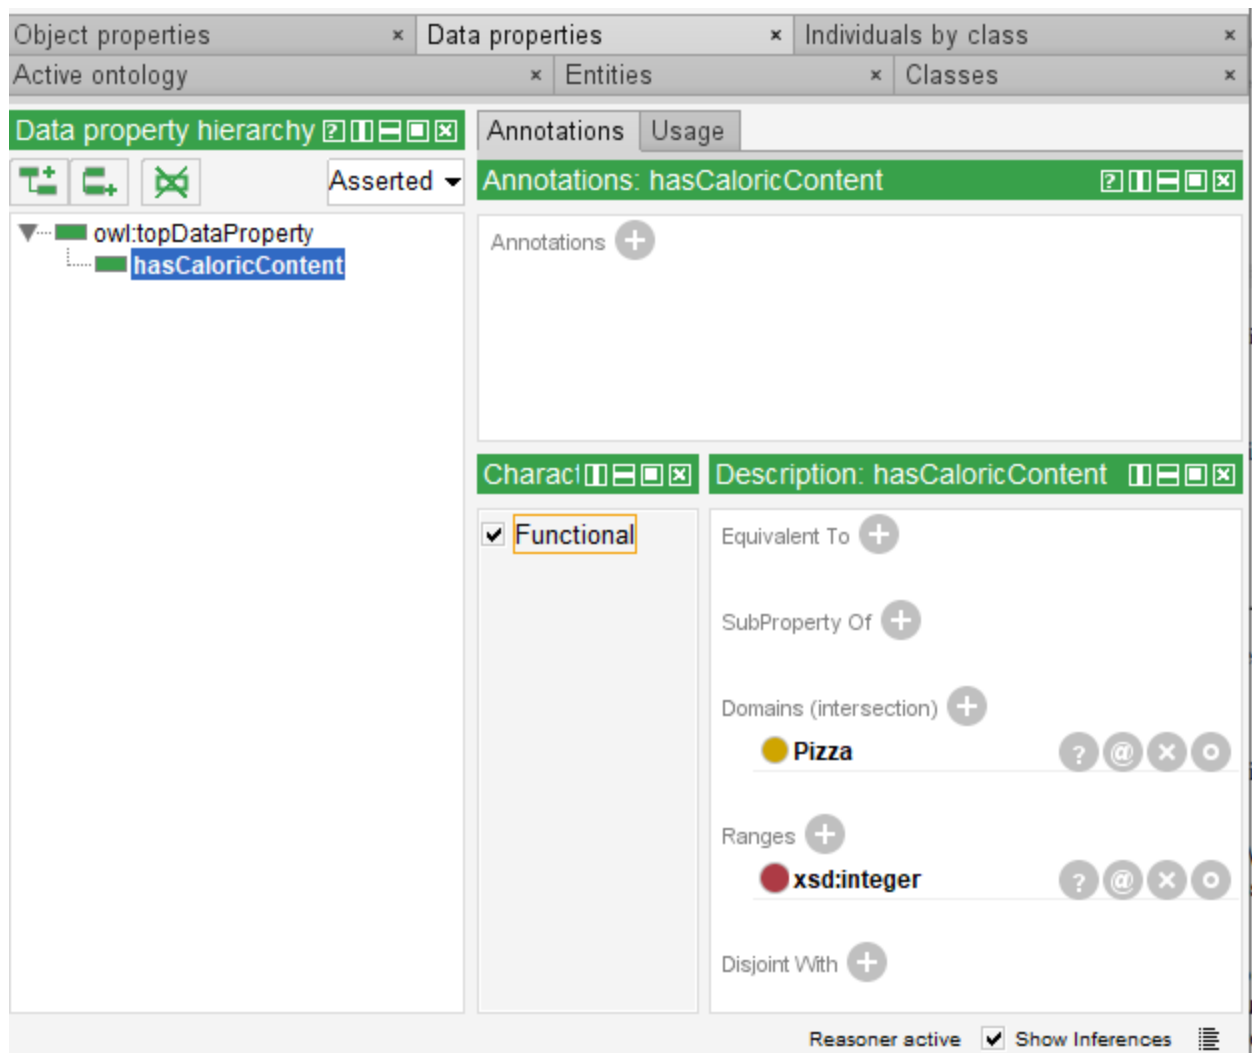 Object properties × Data properties × Individuals by class ×
Active ontology × Entities × Classes ×
Data property hierarchy
Annotations Usage
Asserted
Annotations: hasCaloricContent
owl:topDataProperty
hasCaloricContent
Annotations
Charact
Description: hasCaloricContent
Functional
Equivalent To
SubProperty Of
Domains (intersection)
Pizza
Ranges
xsd:integer
Disjoint With
Reasoner active Show Inferences